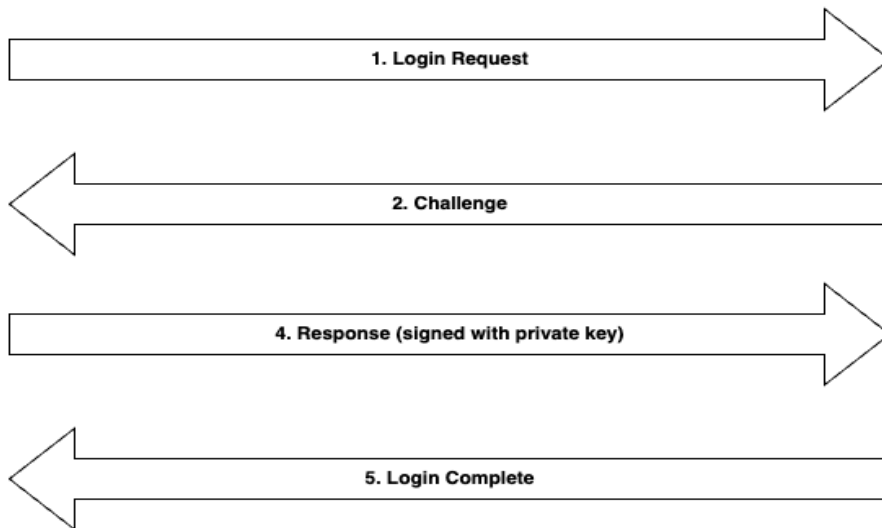 1. Login Request
2. Challenge
4. Response (signed with private key)
5. Login Complete